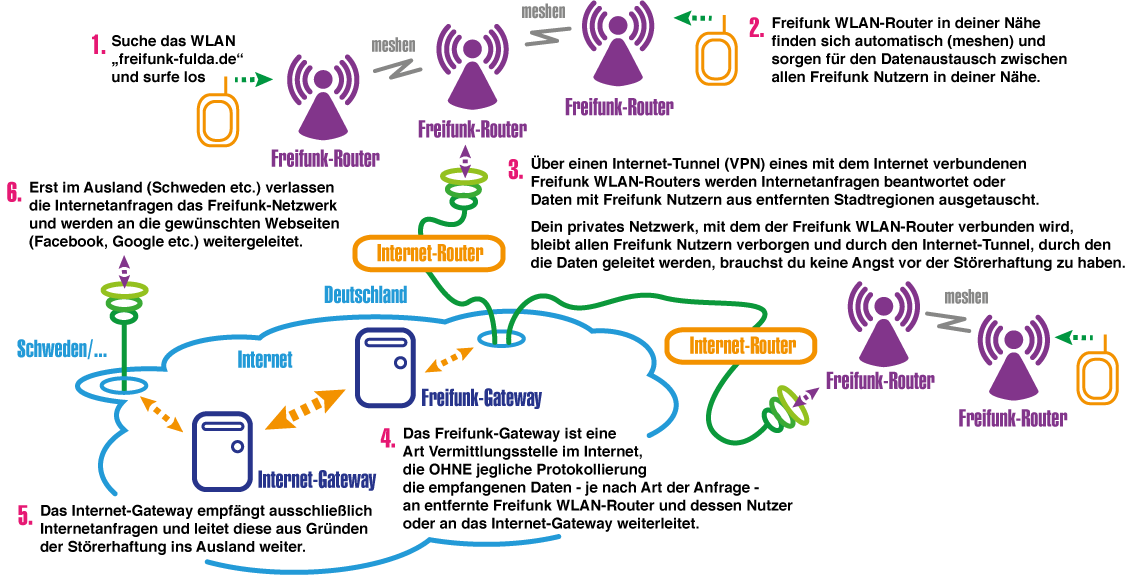 1. Suche das WLAN
„freifunk-fulda.de“
und surfe los
meshen
meshen
2. Freifunk WLAN-Router in deiner Nähe
finden sich automatisch (meshen) und
sorgen für den Datenaustausch zwischen
allen Freifunk Nutzern in deiner Nähe.
Freifunk-Router
Freifunk-Router
Freifunk-Router
3. Über einen Internet-Tunnel (VPN) eines mit dem Internet verbundenen
Freifunk WLAN-Routers werden Internetanfragen beantwortet oder
Daten mit Freifunk Nutzern aus entfernten Stadtregionen ausgetauscht.
Dein privates Netzwerk, mit dem der Freifunk WLAN-Router verbunden wird,
bleibt allen Freifunk Nutzern verborgen und durch den Internet-Tunnel, durch den
die Daten geleitet werden, brauchst du keine Angst vor der Störerhaftung zu haben.
6. Erst im Ausland (Schweden etc.) verlassen
die Internetanfragen das Freifunk-Netzwerk
und werden an die gewünschten Webseiten
(Facebook, Google etc.) weitergeleitet.
Internet-Router
Deutschland
meshen
Schweden/...
Internet
Internet-Router
Freifunk-Router
Freifunk-Router
Freifunk-Gateway
Internet-Gateway
4. Das Freifunk-Gateway ist eine
Art Vermittlungsstelle im Internet,
die OHNE jegliche Protokollierung
die empfangenen Daten - je nach Art der Anfrage -
an entfernte Freifunk WLAN-Router und dessen Nutzer
oder an das Internet-Gateway weiterleitet.
5. Das Internet-Gateway empfängt ausschließlich
Internetanfragen und leitet diese aus Gründen
der Störerhaftung ins Ausland weiter.